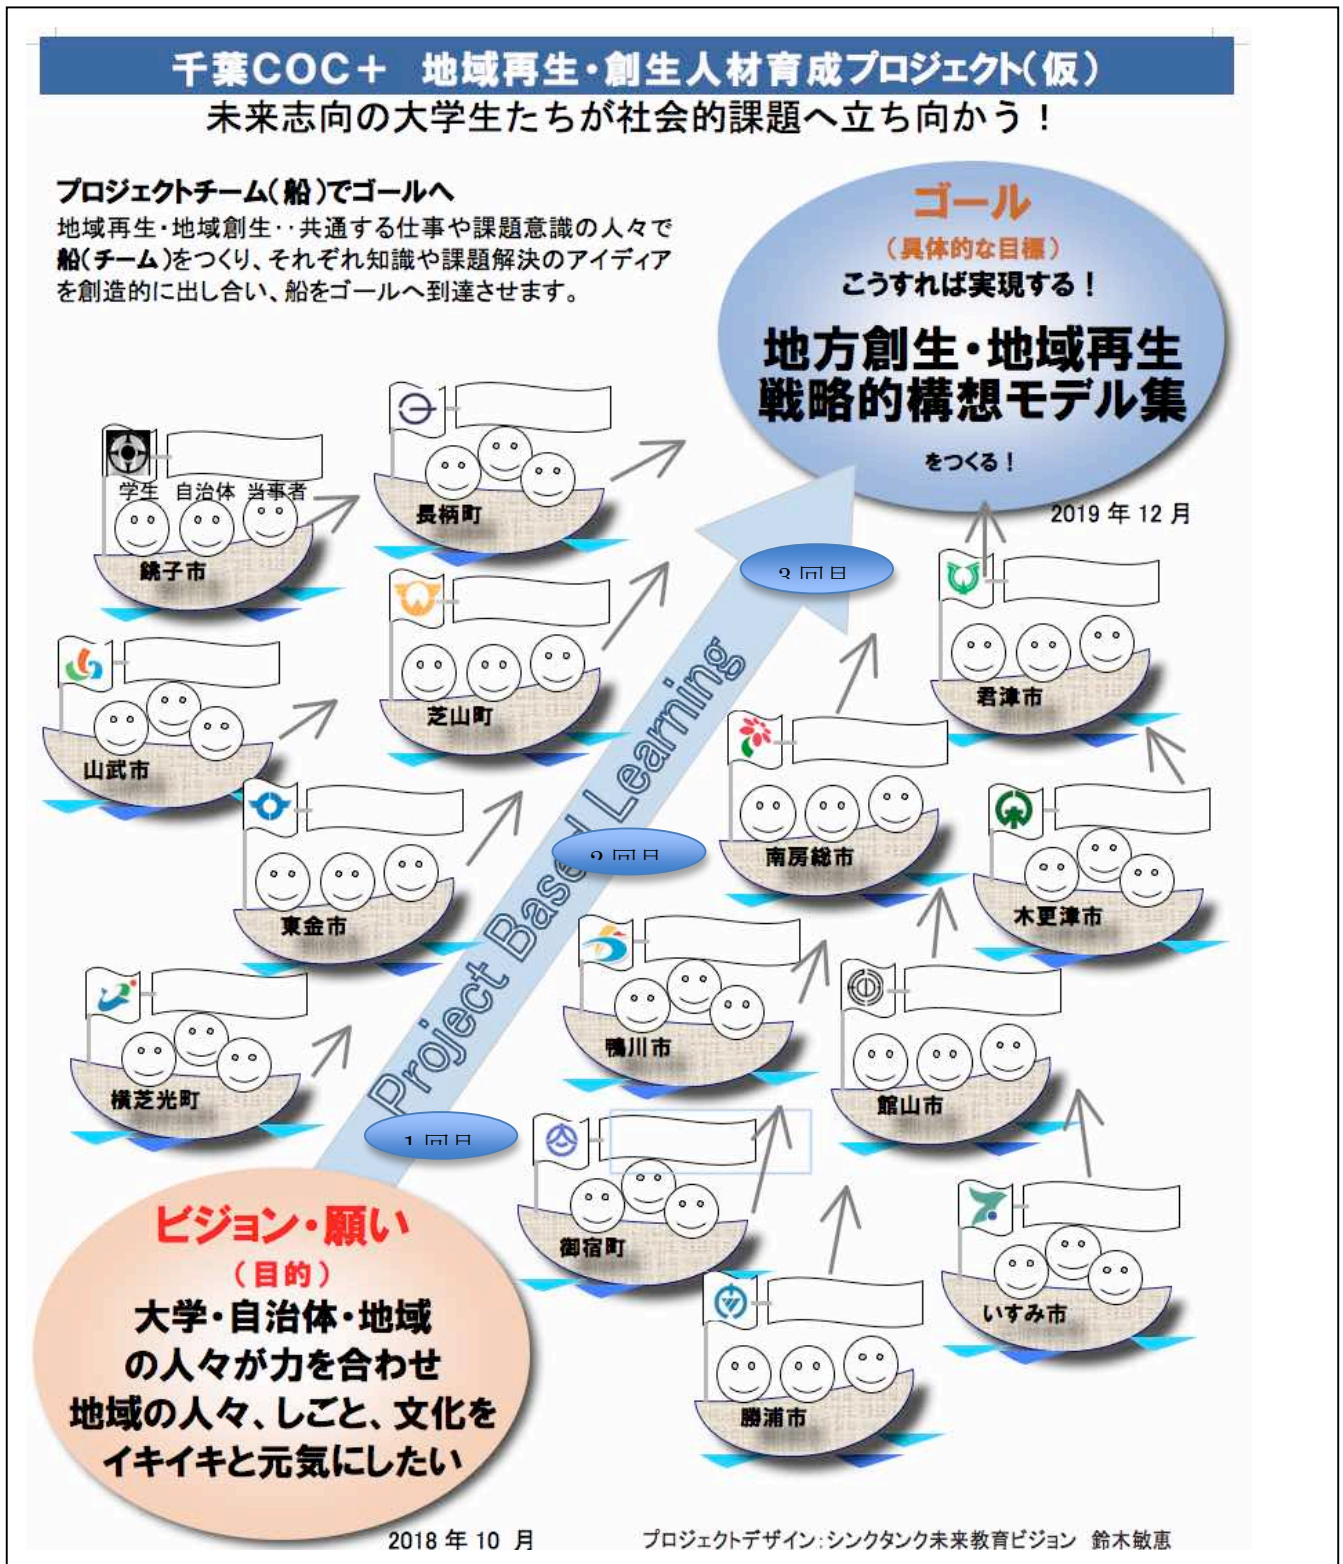 千葉COC+ 地域再生・創生人材育成プロジェクト(仮)
未来志向の大学生たちが社会的課題へ立ち向かう!
プロジェクトチーム(船)でゴールへ
地域再生・地域創生‥共通する仕事や課題意識の人々で
船(チーム)をつくり、それぞれ知識や課題解決のアイディア
を創造的に出し合い、船をゴールへ到達させます。
ゴール
(具体的な目標)
こうすれば実現する!
地方創生・地域再生
戦略的構想モデル集
をつくる!
2019 年 12 月
学生 自治体 当事者
銚子市
長柄町
芝山町
山武市
東金市
横芝光町
3 回目
君津市
南房総市
木更津市
2 回目
Project Based Learning
鴨川市
館山市
1 回目
御宿町
いすみ市
勝浦市
ビジョン・願い
(目的)
大学・自治体・地域
の人々が力を合わせ
地域の人々、しごと、文化を
イキイキと元気にしたい
2018 年 10 月
プロジェクトデザイン:シンクタンク未来教育ビジョン 鈴木敏恵